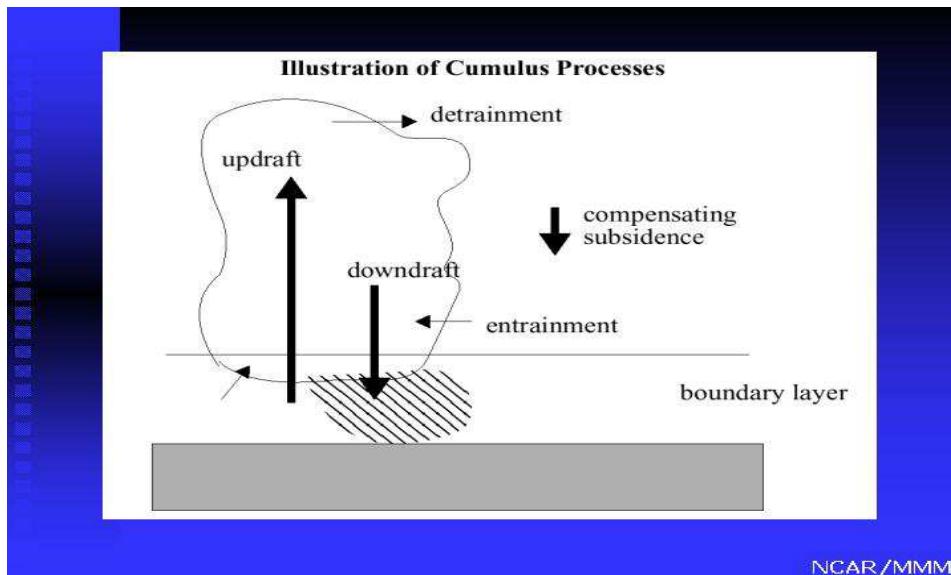 Illustration of Cumulus Processes
detrainment
updraft
compensating
subsidence
downdraft
entrainment
boundary layer
NCAR/MMM